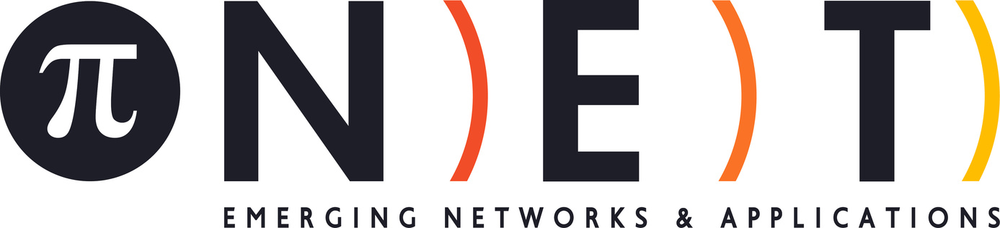 π N)E)T)
EMERGING NETWORKS & APPLICATIONS